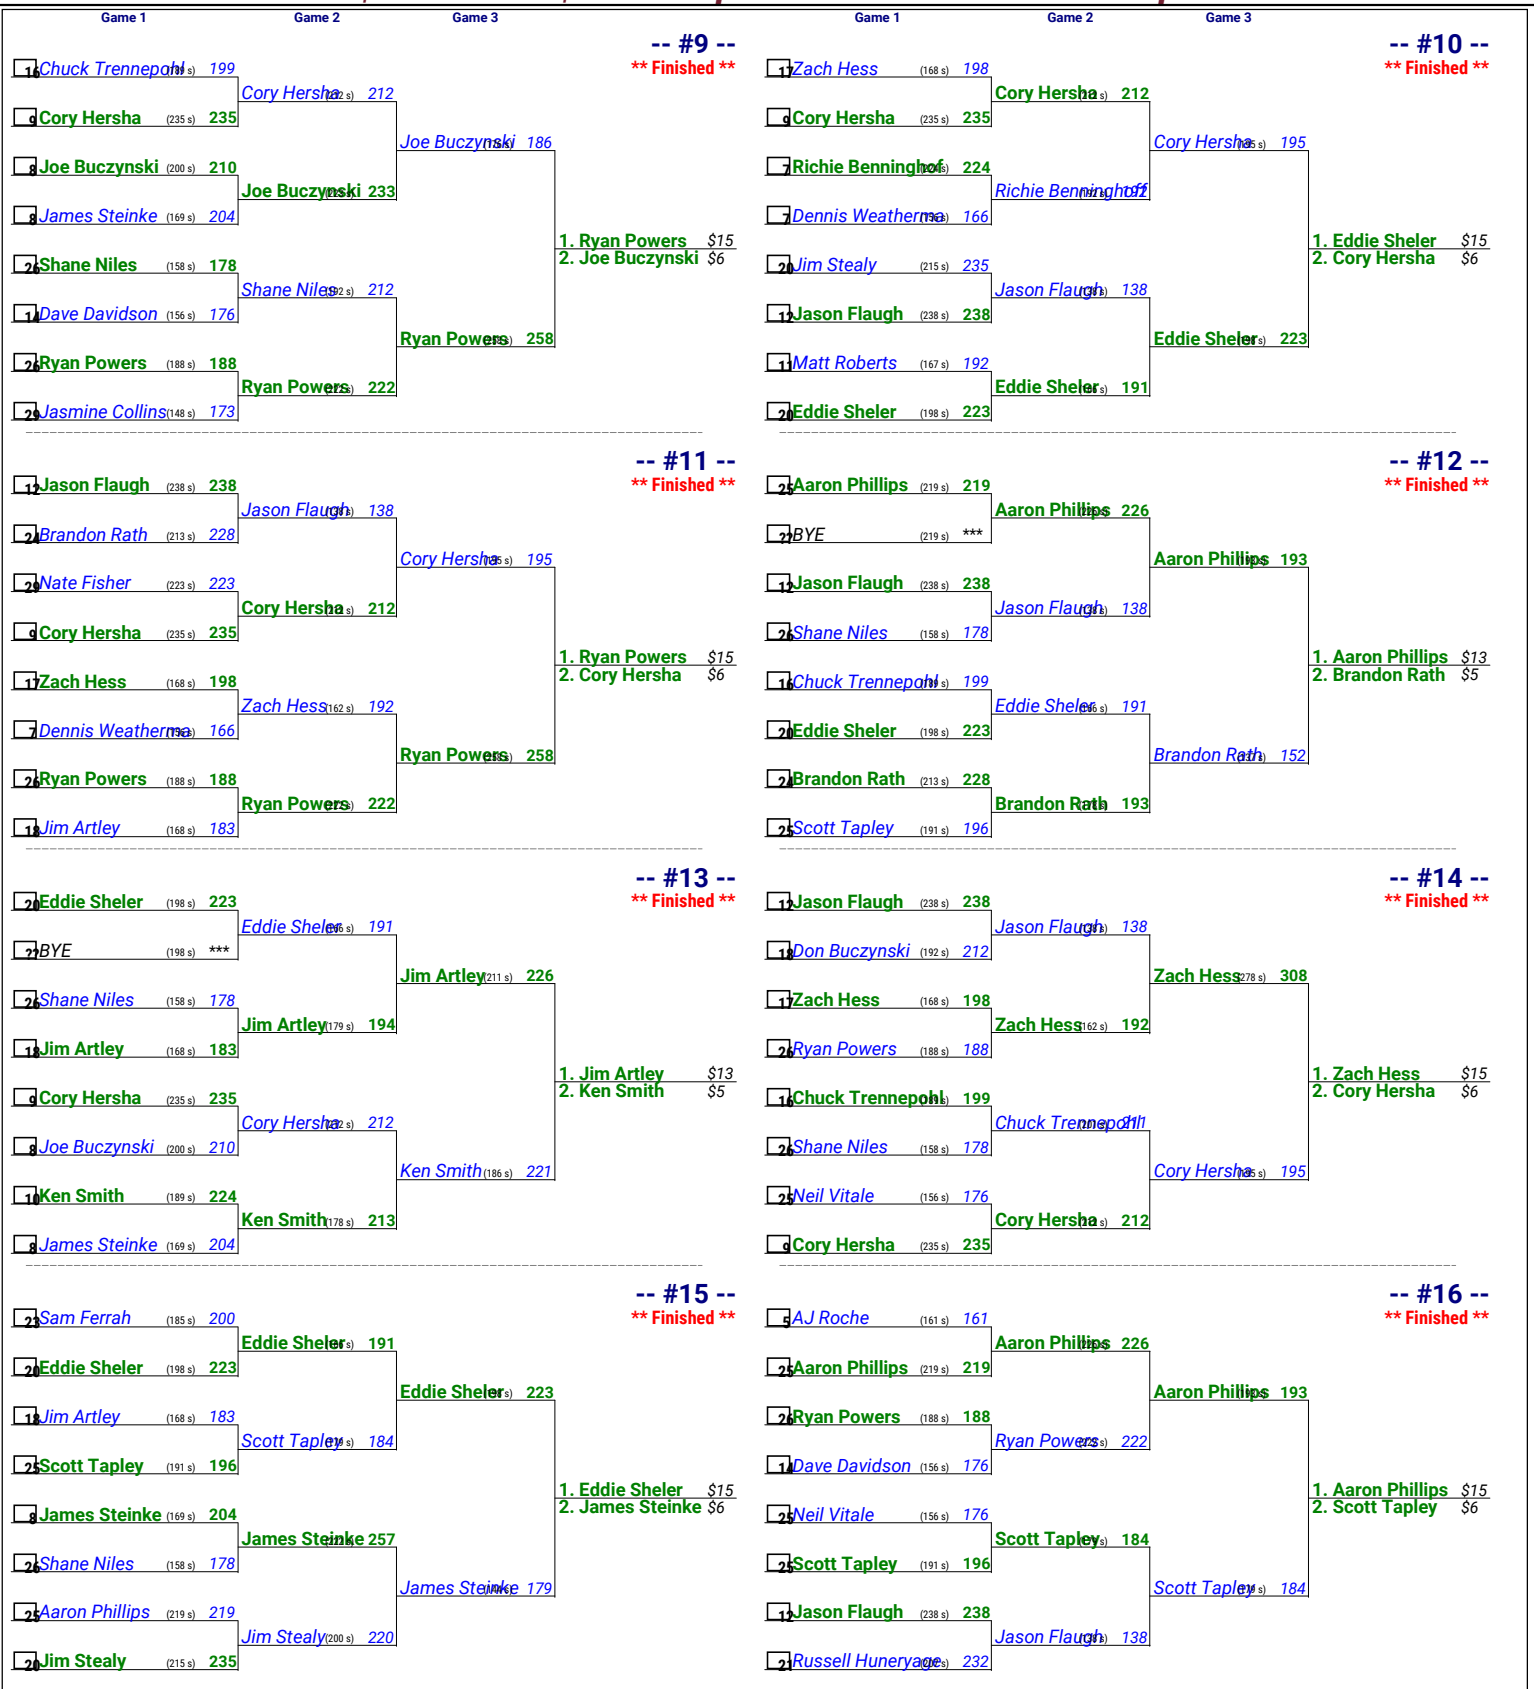 Game 1 Game 2 Game 3 Game 1 Game 2 Game 3
-- #9 --
** Finished **
16 Chuck Trennepohl 199
Cory Hersha 212
9 Cory Hersha (235 s) 235
Joe Buczynski 186
8 Joe Buczynski (200 s) 210
Joe Buczynski 233
8 James Steinke (169 s) 204
1. Ryan Powers $15
2. Joe Buczynski $6
26 Shane Niles (158 s) 178
Shane Niles 212
14 Dave Davidson (156 s) 176
Ryan Powers 258
26 Ryan Powers (188 s) 188
Ryan Powers 222
29 Jasmine Collins (148 s) 173
-- #10 --
** Finished **
17 Zach Hess (168 s) 198
Cory Hersha 212
9 Cory Hersha (235 s) 235
Cory Hersha 195
7 Richie Benninghof 224
Richie Benninghoff 192
7 Dennis Weatherma 166
1. Eddie Sheler $15
2. Cory Hersha $6
20 Jim Stealy (215 s) 235
Jason Flaugh 138
12 Jason Flaugh (238 s) 238
Eddie Sheler 223
11 Matt Roberts (167 s) 192
Eddie Sheler 191
20 Eddie Sheler (198 s) 223
-- #11 --
** Finished **
12 Jason Flaugh (238 s) 238
Jason Flaugh 138
24 Brandon Rath (213 s) 228
Cory Hersha 195
29 Nate Fisher (223 s) 223
Cory Hersha 212
9 Cory Hersha (235 s) 235
1. Ryan Powers $15
2. Cory Hersha $6
17 Zach Hess (168 s) 198
Zach Hess (162 s) 192
7 Dennis Weatherma 166
Ryan Powers 258
26 Ryan Powers (188 s) 188
Ryan Powers 222
18 Jim Artley (168 s) 183
-- #12 --
** Finished **
25 Aaron Phillips (219 s) 219
Aaron Phillips 226
?? BYE (219 s) ***
Aaron Phillips 193
12 Jason Flaugh (238 s) 238
Jason Flaugh 138
26 Shane Niles (158 s) 178
1. Aaron Phillips $13
2. Brandon Rath $5
16 Chuck Trennepohl 199
Eddie Sheler 191
20 Eddie Sheler (198 s) 223
Brandon Rath 152
24 Brandon Rath (213 s) 228
Brandon Rath 193
25 Scott Tapley (191 s) 196
-- #13 --
** Finished **
20 Eddie Sheler (198 s) 223
Eddie Sheler 191
?? BYE (198 s) ***
Jim Artley (211 s) 226
26 Shane Niles (158 s) 178
Jim Artley (179 s) 194
18 Jim Artley (168 s) 183
1. Jim Artley $13
2. Ken Smith $5
9 Cory Hersha (235 s) 235
Cory Hersha 212
8 Joe Buczynski (200 s) 210
Ken Smith (186 s) 221
10 Ken Smith (189 s) 224
Ken Smith (178 s) 213
8 James Steinke (169 s) 204
-- #14 --
** Finished **
12 Jason Flaugh (238 s) 238
Jason Flaugh 138
18 Don Buczynski (192 s) 212
Zach Hess (278 s) 308
17 Zach Hess (168 s) 198
Zach Hess (162 s) 192
26 Ryan Powers (188 s) 188
1. Zach Hess $15
2. Cory Hersha $6
16 Chuck Trennepohl 199
Chuck Trennepohl 211
26 Shane Niles (158 s) 178
Cory Hersha 195
25 Neil Vitale (156 s) 176
Cory Hersha 212
9 Cory Hersha (235 s) 235
-- #15 --
** Finished **
23 Sam Ferrah (185 s) 200
Eddie Sheler 191
20 Eddie Sheler (198 s) 223
Eddie Sheler 223
18 Jim Artley (168 s) 183
Scott Tapley 184
25 Scott Tapley (191 s) 196
1. Eddie Sheler $15
2. James Steinke $6
8 James Steinke (169 s) 204
James Steinke 257
26 Shane Niles (158 s) 178
James Steinke 179
25 Aaron Phillips (219 s) 219
Jim Stealy (200 s) 220
20 Jim Stealy (215 s) 235
-- #16 --
** Finished **
5 AJ Roche (161 s) 161
Aaron Phillips 226
25 Aaron Phillips (219 s) 219
Aaron Phillips 193
26 Ryan Powers (188 s) 188
Ryan Powers 222
14 Dave Davidson (156 s) 176
1. Aaron Phillips $15
2. Scott Tapley $6
25 Neil Vitale (156 s) 176
Scott Tapley 184
25 Scott Tapley (191 s) 196
Scott Tapley 184
12 Jason Flaugh (238 s) 238
Jason Flaugh 138
21 Russell Huneryage 232